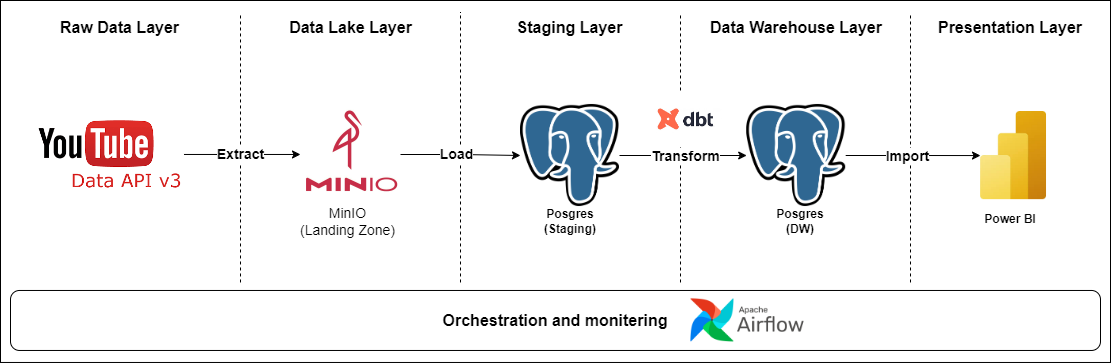 Raw Data Layer
Data Lake Layer
Staging Layer
Data Warehouse Layer
Presentation Layer
YouTube
Data API v3
Extract
MINIO
MinIO
(Landing Zone)
Load
Posgres
(Staging)
dbt
Transform
Posgres
(DW)
Import
Power BI
Orchestration and monitering
Apache
Airflow